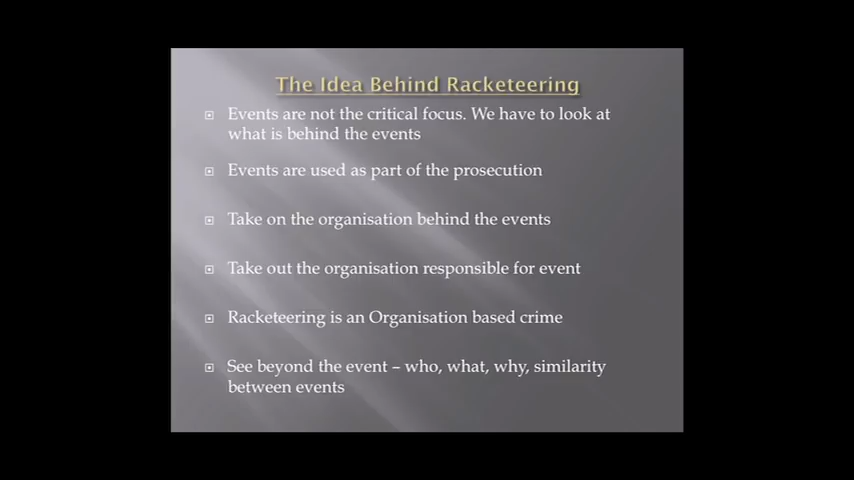 The Idea Behind Racketeering
Events are not the critical focus. We have to look at
what is behind the events
Events are used as part of the prosecution
Take on the organisation behind the events
Take out the organisation responsible for event
Racketeering is an Organisation based crime
See beyond the event – who, what, why, similarity
between events